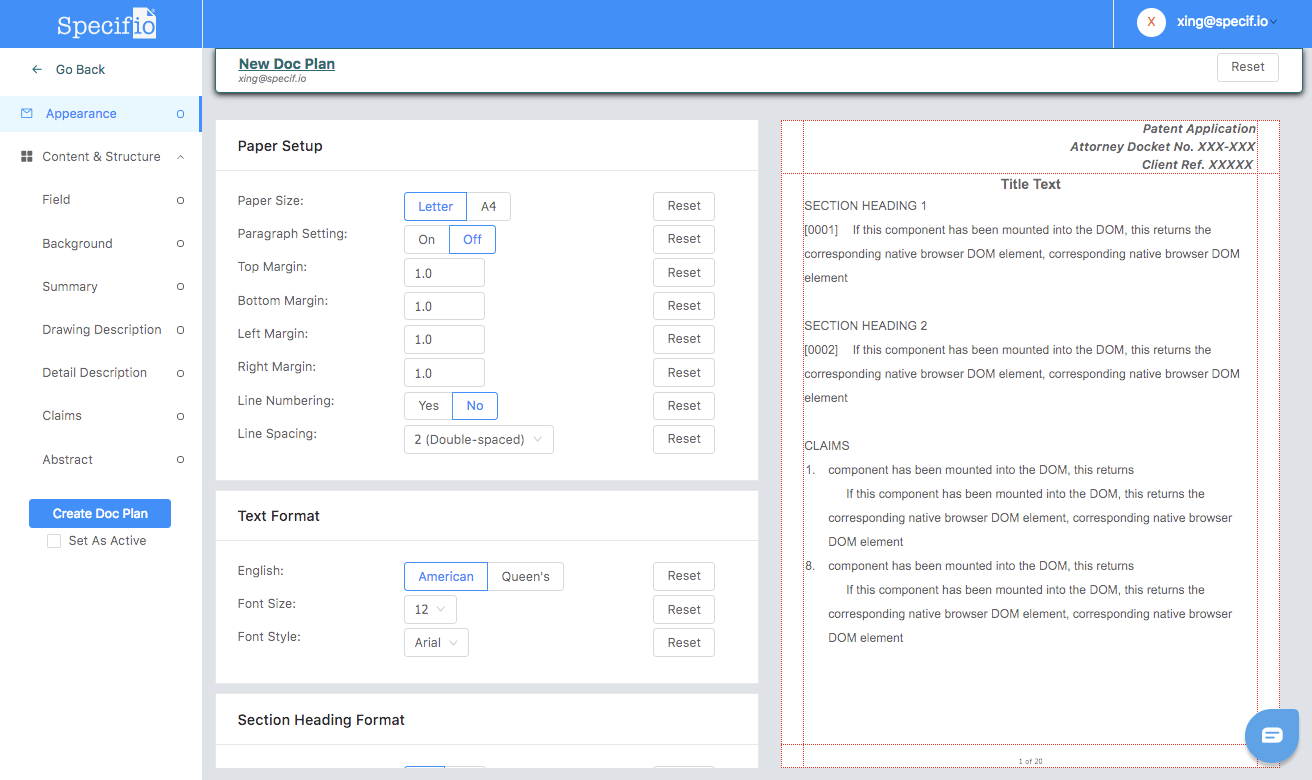 Specifio
X
xing@specif.io
Go Back
Appearance
Content & Structure
Field
Background
Summary
Drawing Description
Detail Description
Claims
Abstract
Create Doc Plan
Set As Active
New Doc Plan
xing@specif.io
Reset
Paper Setup
Paper Size: Letter A4 Reset
Paragraph Setting: On Off Reset
Top Margin: 1.0 Reset
Bottom Margin: 1.0 Reset
Left Margin: 1.0 Reset
Right Margin: 1.0 Reset
Line Numbering: Yes No Reset
Line Spacing: 2 (Double-spaced) Reset
Text Format
English: American Queen's Reset
Font Size: 12 Reset
Font Style: Arial Reset
Section Heading Format
Patent Application
Attorney Docket No. XXX-XXX
Client Ref. XXXXX
Title Text
SECTION HEADING 1
[0001] If this component has been mounted into the DOM, this returns the
corresponding native browser DOM element, corresponding native browser DOM
element
SECTION HEADING 2
[0002] If this component has been mounted into the DOM, this returns the
corresponding native browser DOM element, corresponding native browser DOM
element
CLAIMS
1. component has been mounted into the DOM, this returns
If this component has been mounted into the DOM, this returns the
corresponding native browser DOM element, corresponding native browser
DOM element
8. component has been mounted into the DOM, this returns
If this component has been mounted into the DOM, this returns the
corresponding native browser DOM element, corresponding native browser
DOM element
1 of 20